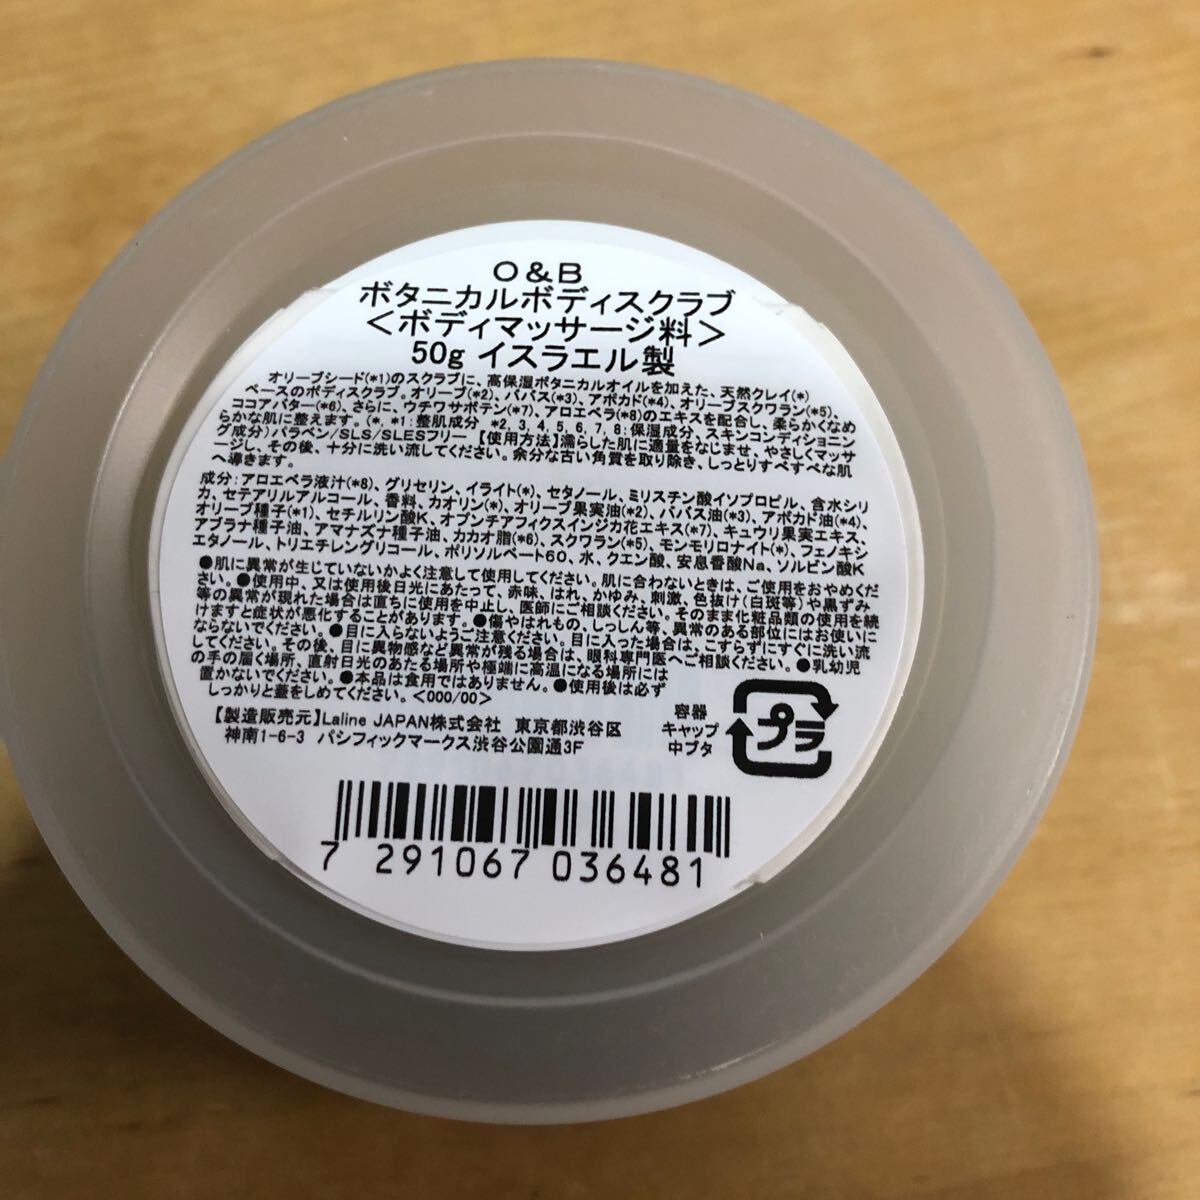 O&B
ボタニカルボディスクラブ
＜ボディマッサージ料＞
50g イスラエル製
オリーブシード(*1)のスクラブに、高保湿ボタニカルオイルを加えた、天然クレイ(*)
ベースのボディスクラブ。オリーブ(*2)、ババス(*3)、アボカド(*4)、オリーブスクワラン(*5)、
ココアバター(*6)、さらに、ウチワサボテン(*7)、アロエベラ(*8)のエキスを配合し、柔らかくなめ
らかな肌に整えます。(*, *1:整肌成分 *2, 3, 4, 5, 6, 7, 8:保湿成分、スキンコンディショニン
グ成分)パラベン/SLS/SLESフリー 【使用方法】濡らした肌に適量をなじませ、やさしくマッサ
ージし、その後、十分に洗い流してください。余分な古い角質を取り除き、しっとりすべすべな肌
へ導きます。
成分:アロエベラ液汁(*8)、グリセリン、イライト(*)、セタノール、ミリスチン酸イソプロピル、含水シリ
カ、セテアリルアルコール、香料、カオリン(*)、オリーブ果実油(*2)、ババス油(*3)、アボカド油(*4)、
オリーブ種子(*1)、セチルリン酸K、オプンチアフィクスインジカ花エキス(*7)、キュウリ果実エキス、
アブラナ種子油、アマナズナ種子油、カカオ脂(*6)、スクワラン(*5)、モンモリロナイト(*)、フェノキシ
エタノール、トリエチレングリコール、ポリソルベート60、水、クエン酸、安息香酸Na、ソルビン酸K
●肌に異常が生じていないかよく注意して使用してください。肌に合わないときは、ご使用をおやめくだ
さい。●使用中、又は使用後日光にあたって、赤味、はれ、かゆみ、刺激、色抜け(白斑等)や黒ずみ
等の異常が現れた場合は直ちに使用を中止し、医師にご相談ください。そのまま化粧品類の使用を続
けますと症状が悪化することがあります。●傷やはれもの、しっしん等、異常のある部位にはお使いに
ならないでください。●目に入らないようご注意ください。目に入った場合は、こすらずにすぐに洗い流
してください。その後、目に異物感など異常が残る場合は、眼科専門医へご相談ください。●乳幼児
の手の届く場所、直射日光のあたる場所や極端に高温になる場所には
置かないでください。●本品は食用ではありません。●使用後は必ず
しっかりと蓋をしめてください。<000/00>
【製造販売元】Laline JAPAN株式会社 東京都渋谷区
神南1-6-3 パシフィックマークス渋谷公園通3F
容器
キャップ
中ブタ
プラ
7 291067 036481